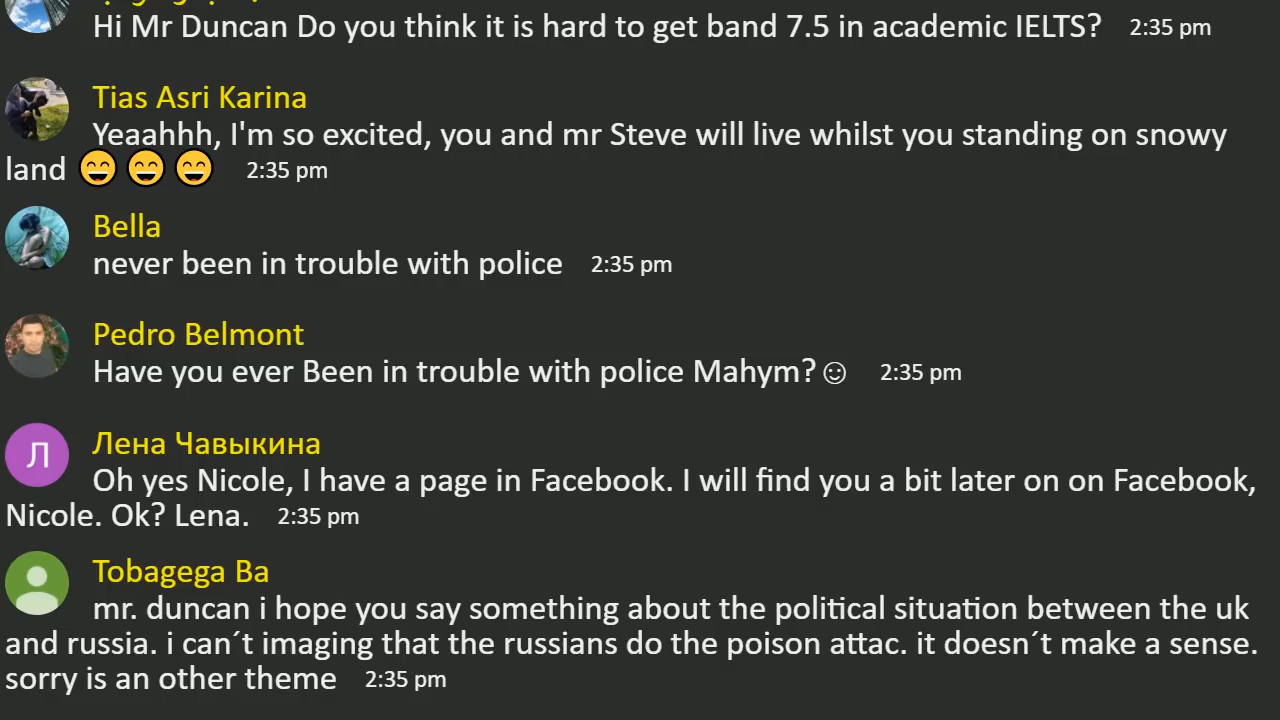 Hi Mr Duncan Do you think it is hard to get band 7.5 in academic IELTS? 2:35 pm
Tias Asri Karina
Yeaahhh, I'm so excited, you and mr Steve will live whilst you standing on snowy
land 😄 😄 😄 2:35 pm
Bella
never been in trouble with police 2:35 pm
Pedro Belmont
Have you ever Been in trouble with police Mahym?☺ 2:35 pm
Л
Лена Чавыкина
Oh yes Nicole, I have a page in Facebook. I will find you a bit later on on Facebook,
Nicole. Ok? Lena. 2:35 pm
Tobagega Ba
mr. duncan i hope you say something about the political situation between the uk
and russia. i can´t imaging that the russians do the poison attac. it doesn´t make a sense.
sorry is an other theme 2:35 pm